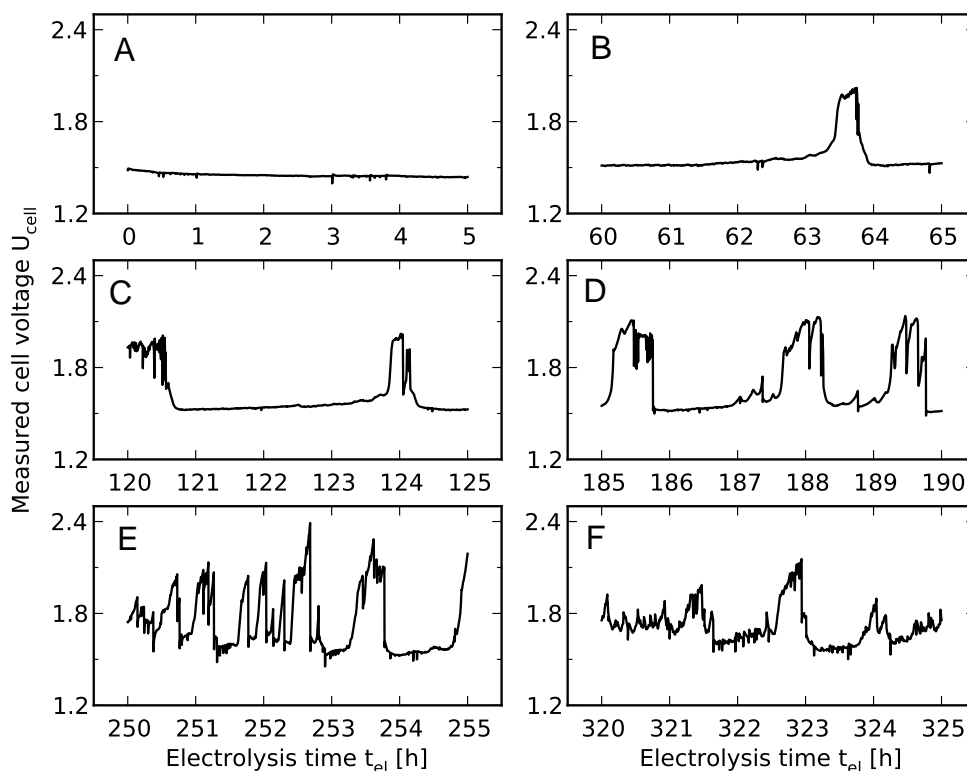 Measured cell voltage U_cell
A
2.4
1.8
1.2
0 1 2 3 4 5
B
2.4
1.8
1.2
60 61 62 63 64 65
C
2.4
1.8
1.2
120 121 122 123 124 125
D
2.4
1.8
1.2
185 186 187 188 189 190
E
2.4
1.8
1.2
250 251 252 253 254 255
Electrolysis time t_el [h]
F
2.4
1.8
1.2
320 321 322 323 324 325
Electrolysis time t_el [h]